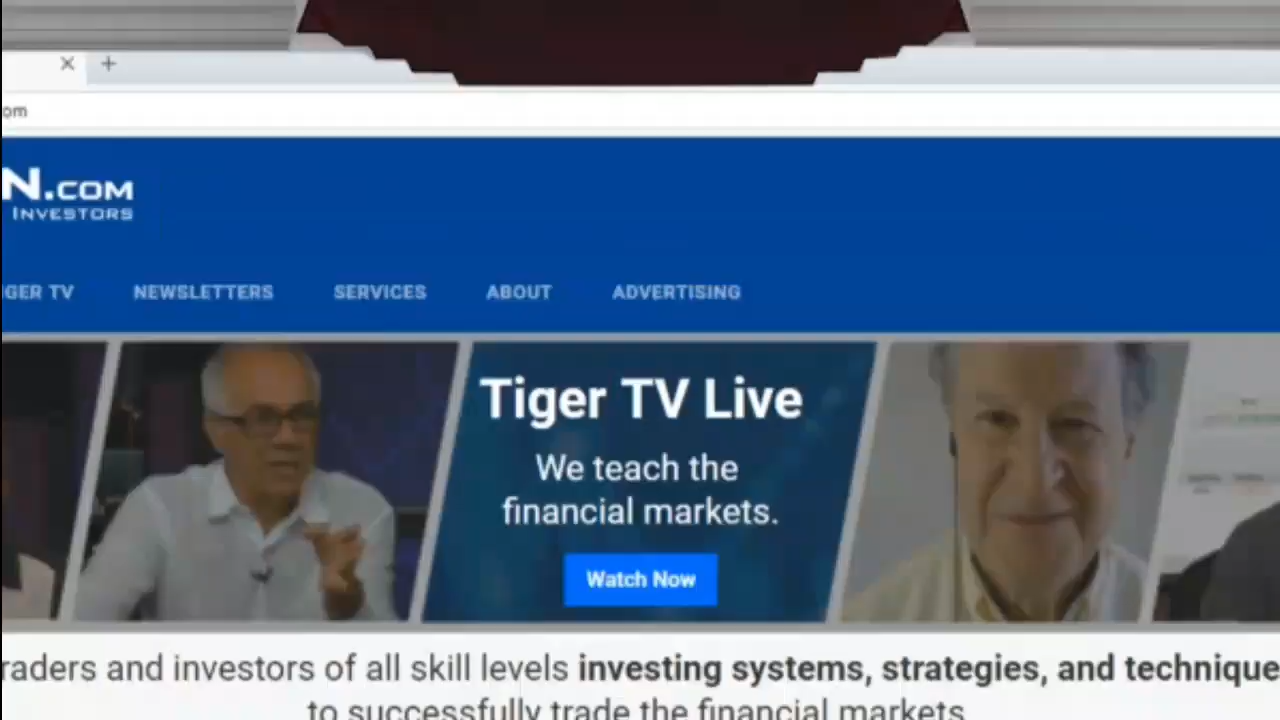 om
N.COM
INVESTORS
IGER TV
NEWSLETTERS
SERVICES
ABOUT
ADVERTISING
Tiger TV Live
We teach the
financial markets.
Watch Now
raders and investors of all skill levels investing systems, strategies, and technique
to successfully trade the financial markets